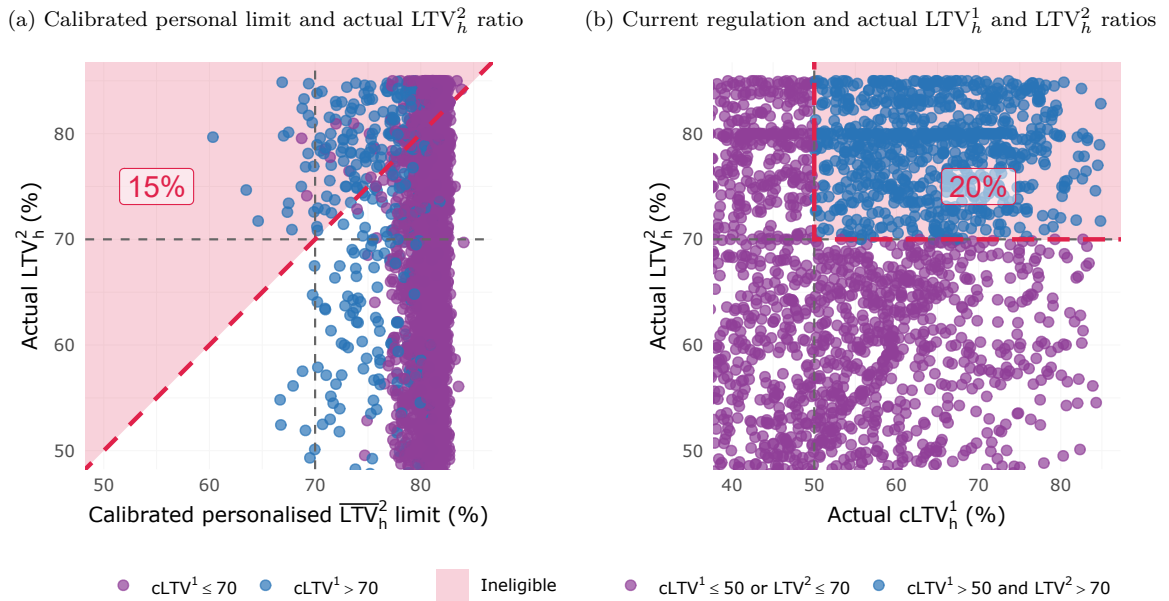 (a) Calibrated personal limit and actual LTV²ₕ ratio
(b) Current regulation and actual LTV¹ₕ and LTV²ₕ ratios
80
70
60
50
Actual LTV²ₕ (%)
15%
50
60
70
80
Calibrated personalised L̅T̅V̅²ₕ limit (%)
80
70
60
50
Actual LTV²ₕ (%)
20%
40
50
60
70
80
Actual cLTV¹ₕ (%)
cLTV¹ ≤ 70
cLTV¹ > 70
Ineligible
cLTV¹ ≤ 50 or LTV² ≤ 70
cLTV¹ > 50 and LTV² > 70